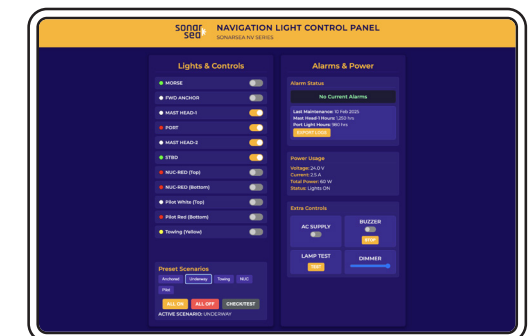 sonar sea
NAVIGATION LIGHT CONTROL PANEL
SONARSEA NV SERIES
Lights & Controls
MORSE
FWD ANCHOR
MAST HEAD-1
PORT
MAST HEAD-2
STBD
NUC-RED (Top)
NUC-RED (Bottom)
Pilot White (Top)
Pilot Red (Bottom)
Towing (Yellow)
Preset Scenarios
Anchored Underway Towing NUC
Pilot
ALL ON ALL OFF CHECK/TEST
ACTIVE SCENARIO: UNDERWAY
Alarms & Power
Alarm Status
No Current Alarms
Last Maintenance: 10 Feb 2025
Mast Head-1 Hours: 1,250 hrs
Port Light Hours: 980 hrs
EXPORT LOGS
Power Usage
Voltage: 24.0 V
Current: 2.5 A
Total Power: 60 W
Status: Lights ON
Extra Controls
AC SUPPLY
BUZZER
STOP
LAMP TEST
TEST
DIMMER